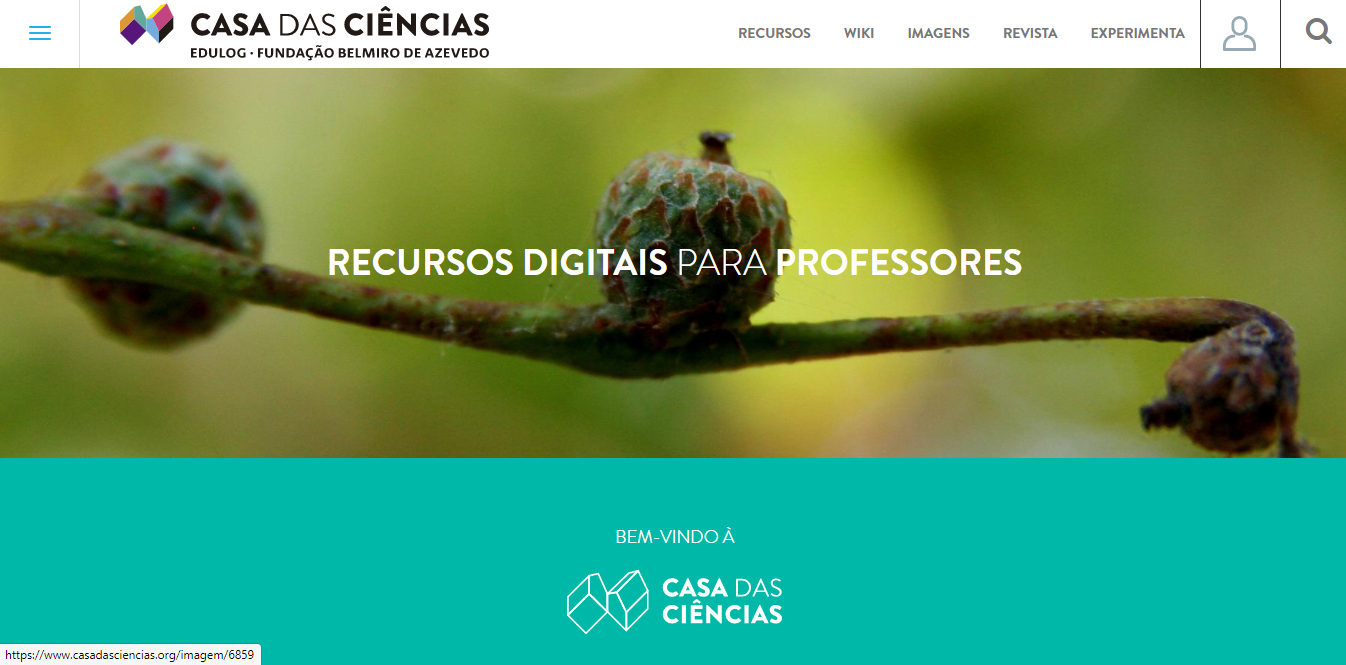 CASA DAS CIÊNCIAS
EDULOG · FUNDAÇÃO BELMIRO DE AZEVEDO
RECURSOS WIKI IMAGENS REVISTA EXPERIMENTA
RECURSOS DIGITAIS PARA PROFESSORES
BEM-VINDO À
CASA DAS
CIÊNCIAS
https://www.casadasciencias.org/imagem/6859